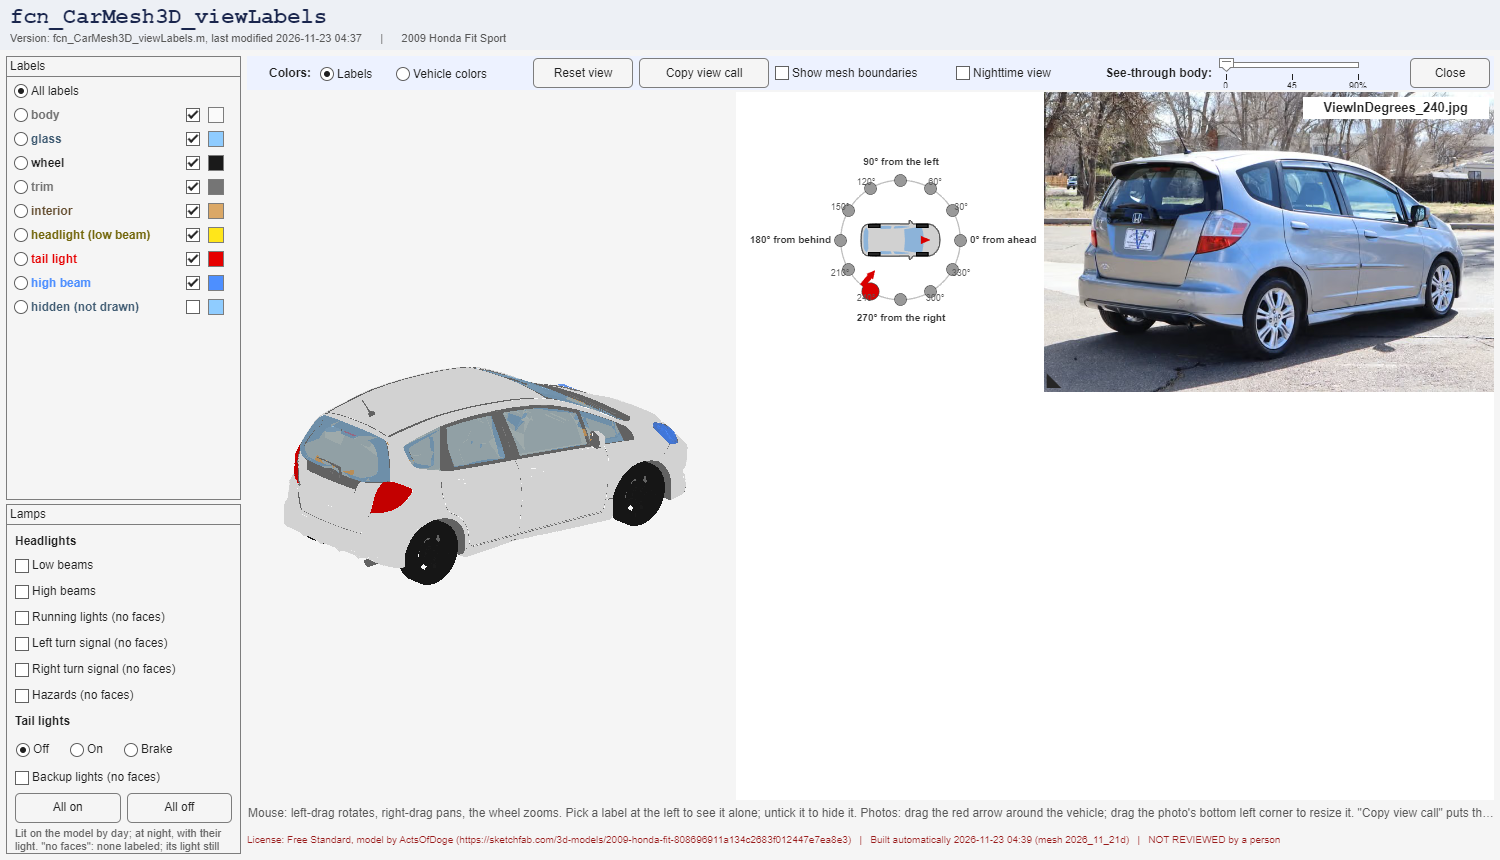 fcn_CarMesh3D_viewLabels
Version: fcn_CarMesh3D_viewLabels.m, last modified 2026-11-23 04:37 | 2009 Honda Fit Sport
Labels
All labels
body
glass
wheel
trim
interior
headlight (low beam)
tail light
high beam
hidden (not drawn)
Lamps
Headlights
Low beams
High beams
Running lights (no faces)
Left turn signal (no faces)
Right turn signal (no faces)
Hazards (no faces)
Tail lights
Off On Brake
Backup lights (no faces)
All on All off
Lit on the model by day; at night, with their
light. "no faces": none labeled; its light still
Colors: Labels Vehicle colors Reset view Copy view call Show mesh boundaries Nighttime view See-through body: 0 45 90% Close
90° from the left
120°
150°
180° from behind
0° from ahead
210°
330°
300°
270° from the right
ViewInDegrees_240.jpg
Mouse: left-drag rotates, right-drag pans, the wheel zooms. Pick a label at the left to see it alone; untick it to hide it. Photos: drag the red arrow around the vehicle; drag the photo's bottom left corner to resize it. "Copy view call" puts th...
License: Free Standard, model by ActsOfDoge (https://sketchfab.com/3d-models/2009-honda-fit-808696911a134c2683f012447e7ea8e3) | Built automatically 2026-11-23 04:39 (mesh 2026_11_21d) | NOT REVIEWED by a person